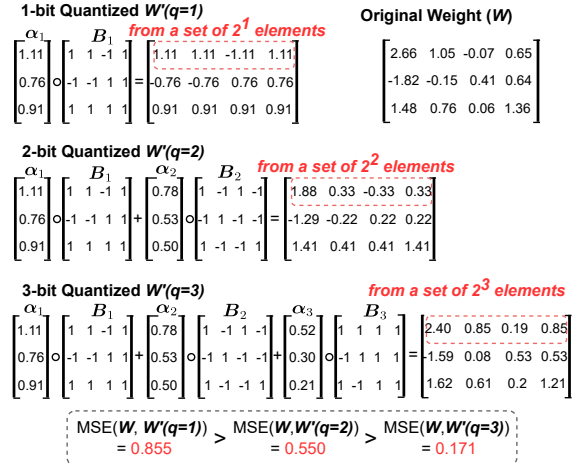 1-bit Quantized W'(q=1)
Original Weight (W)
from a set of 2^1 elements
α1 B1
1.11 1 1 -1 1 1.11 1.11 -1.11 1.11
0.76 ∘ -1 -1 1 1 = -0.76 -0.76 0.76 0.76
0.91 1 1 1 1 0.91 0.91 0.91 0.91
2.66 1.05 -0.07 0.65
-1.82 -0.15 0.41 0.64
1.48 0.76 0.06 1.36
2-bit Quantized W'(q=2)
from a set of 2^2 elements
α1 B1 α2 B2
1.11 1 1 -1 1 0.78 1 -1 1 -1 1.88 0.33 -0.33 0.33
0.76 ∘ -1 -1 1 1 + 0.53 ∘ -1 1 -1 -1 = -1.29 -0.22 0.22 0.22
0.91 1 1 1 1 0.50 1 -1 -1 1 1.41 0.41 0.41 1.41
3-bit Quantized W'(q=3)
from a set of 2^3 elements
α1 B1 α2 B2 α3 B3
1.11 1 1 -1 1 0.78 1 -1 1 -1 0.52 1 1 1 1 2.40 0.85 0.19 0.85
0.76 ∘ -1 -1 1 1 + 0.53 ∘ -1 1 -1 -1 + 0.30 ∘ -1 1 1 1 = -1.59 0.08 0.53 0.53
0.91 1 1 1 1 0.50 1 -1 -1 1 0.21 1 -1 1 1 1.62 0.61 0.2 1.21
MSE(W, W'(q=1)) > MSE(W,W'(q=2)) > MSE(W,W'(q=3))
= 0.855 = 0.550 = 0.171